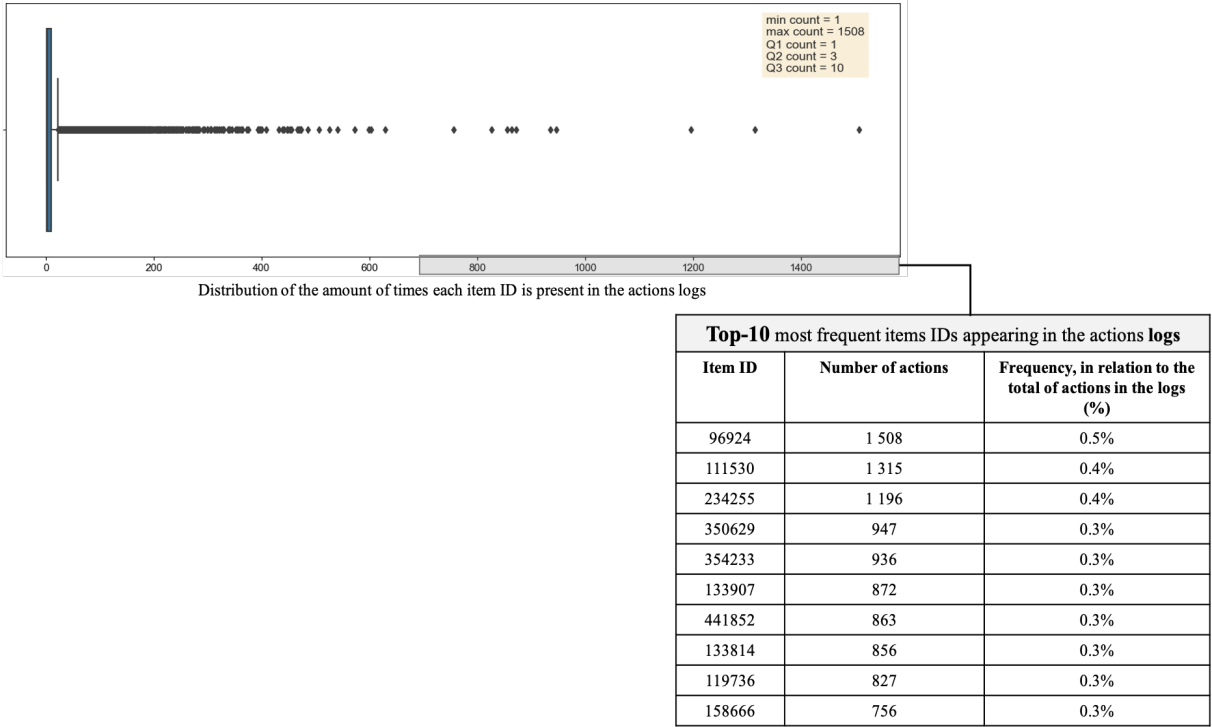 min count = 1
max count = 1508
Q1 count = 1
Q2 count = 3
Q3 count = 10
0 200 400 600 800 1000 1200 1400
Distribution of the amount of times each item ID is present in the actions logs
Top-10 most frequent items IDs appearing in the actions logs
Item ID Number of actions Frequency, in relation to the
total of actions in the logs
(%)
96924 1 508 0.5%
111530 1 315 0.4%
234255 1 196 0.4%
350629 947 0.3%
354233 936 0.3%
133907 872 0.3%
441852 863 0.3%
133814 856 0.3%
119736 827 0.3%
158666 756 0.3%